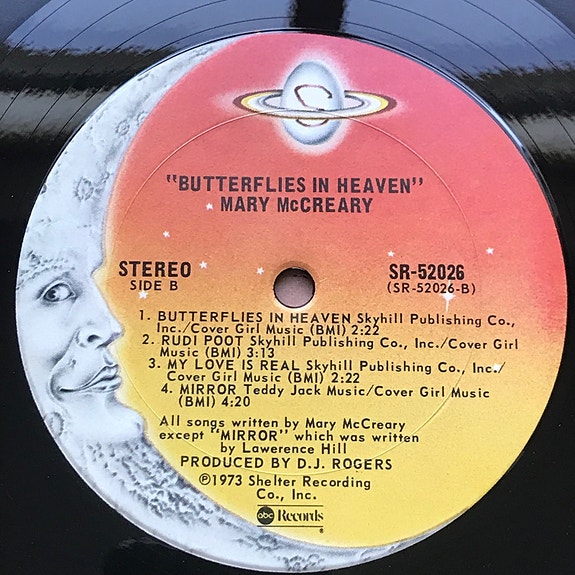 "BUTTERFLIES IN HEAVEN"
MARY McCREARY
STEREO
SIDE B
SR-52026
(SR-52026-B)
1. BUTTERFLIES IN HEAVEN Skyhill Publishing Co.,
Inc./Cover Girl Music (BMI) 2:22
2. RUDI POOT Skyhill Publishing Co., Inc./Cover Girl
Music (BMI) 3:13
3. MY LOVE IS REAL Skyhill Publishing Co., Inc./
Cover Girl Music (BMI) 2:22
4. MIRROR Teddy Jack Music/Cover Girl Music
(BMI) 4:20
All songs written by Mary McCreary
except "MIRROR" which was written
by Lawerence Hill
PRODUCED BY D.J. ROGERS
℗1973 Shelter Recording
Co., Inc.
abc Records
®